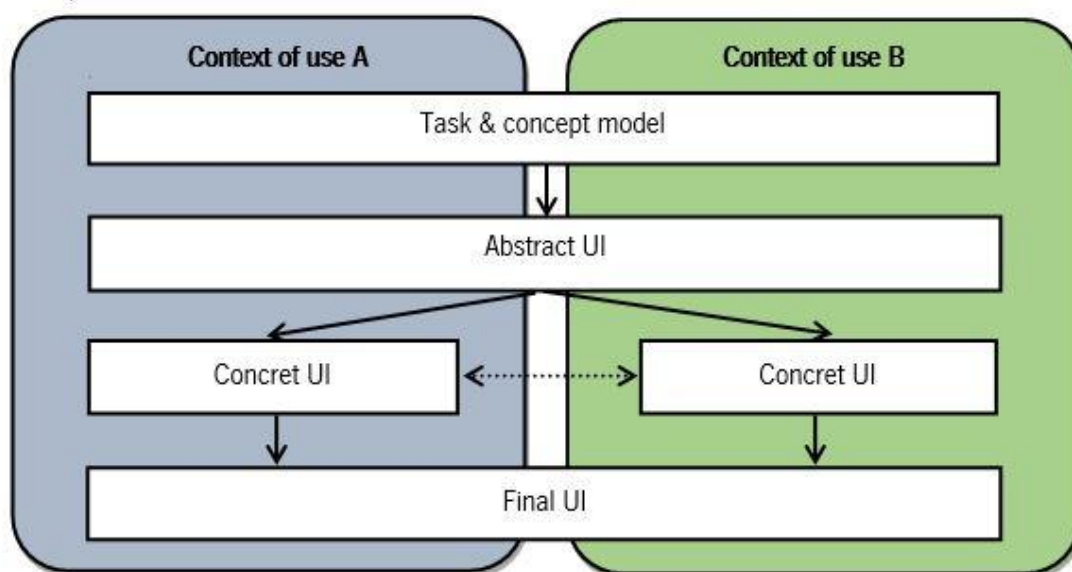 Context of use A
Context of use B
Task & concept model
Abstract UI
Concret UI
Concret UI
Final UI